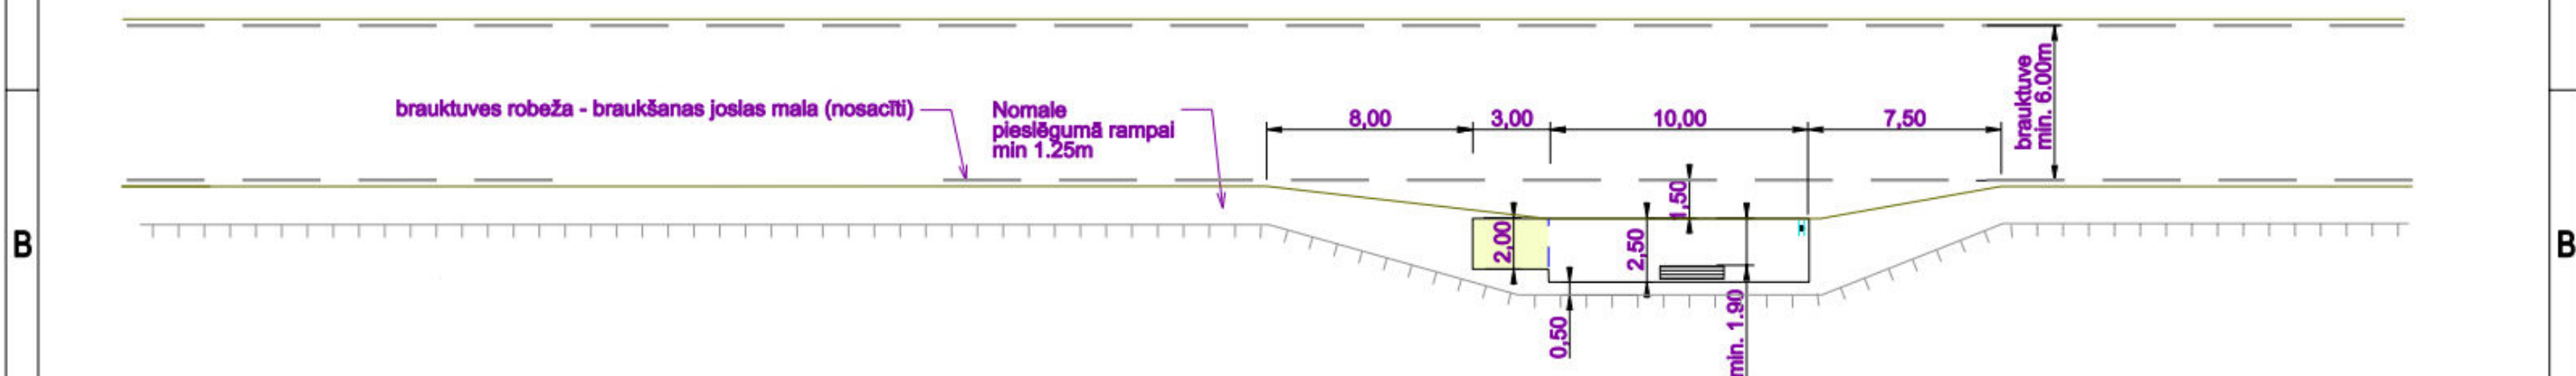 brauktuves robeža - braukšanas joslas mala (nosacīti)
Nomale
pieslēgumā rampai
min 1.25m
8,00
3,00
10,00
7,50
brauktuve
min. 6.00m
1,50
2,00
2,50
0,50
min. 1.90
B
B